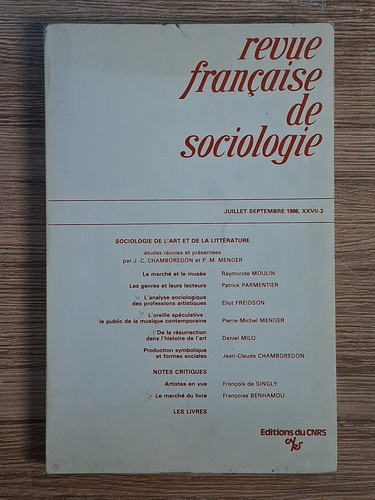 revue
française
de
sociologie
JUILLET-SEPTEMBRE 1986, XXVII-3
SOCIOLOGIE DE L'ART ET DE LA LITTÉRATURE
études réunies et présentées
par J.-C. CHAMBOREDON et P.-M. MENGER
Le marché et le musée Raymonde MOULIN
Les genres et leurs lecteurs Patrick PARMENTIER
L'analyse sociologique
des professions artistiques Eliot FREIDSON
L'oreille spéculative :
le public de la musique contemporaine Pierre-Michel MENGER
De la résurrection
dans l'histoire de l'art Daniel MILO
Production symbolique
et formes sociales Jean-Claude CHAMBOREDON
NOTES CRITIQUES
Artistes en vue François de SINGLY
Le marché du livre Françoise BENHAMOU
LES LIVRES
Editions du CNRS